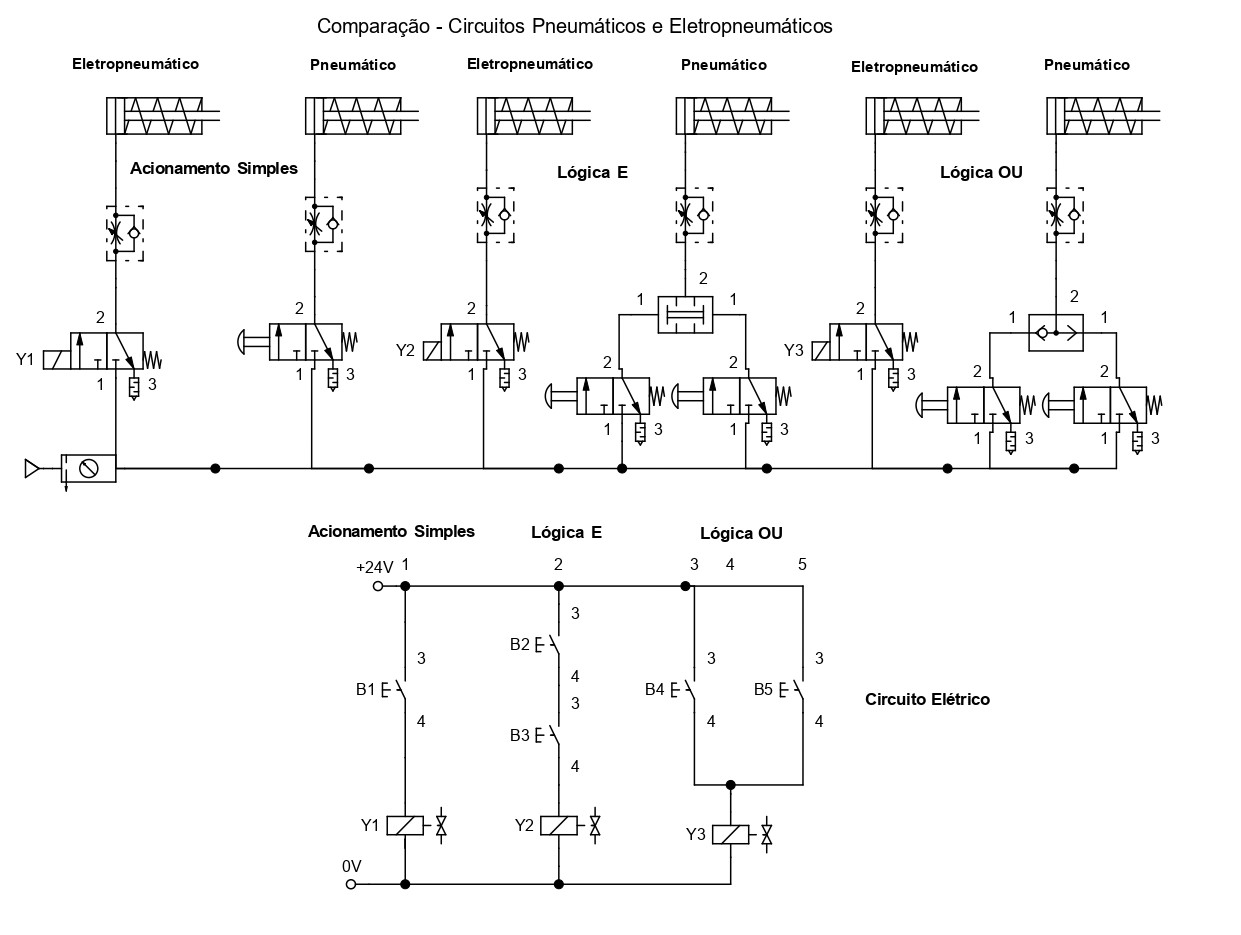 Comparação - Circuitos Pneumáticos e Eletropneumáticos
Eletropneumático Pneumático Eletropneumático Pneumático Eletropneumático Pneumático
Acionamento Simples Lógica E Lógica OU
2 2 2 2 2 2
1 1 1 1
Y1 Y2 Y3
2 2 2 2
1 3 1 3 1 3 1 3
1 3 1 3 1 3 1 3
Acionamento Simples Lógica E Lógica OU
+24V 1 2 3 4 5
3
B2
4
3 3 3
B1 B4 B5
3
4 4 4
B3
4
Circuito Elétrico
Y1 Y2 Y3
0V